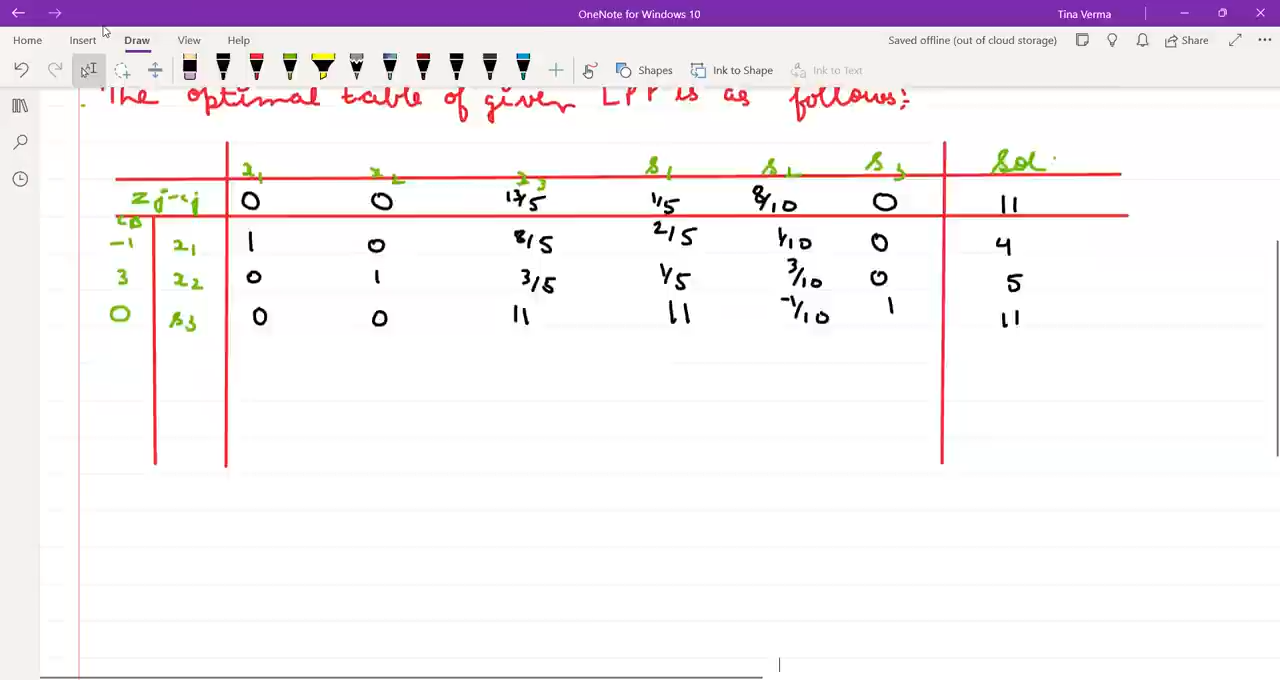 OneNote for Windows 10
Tina Verma
Home Insert Draw View Help
Saved offline (out of cloud storage)
Share
Shapes
Ink to Shape
Ink to Text
The optimal table of given LPP is as follows:
x1 x2 x3 s1 s2 s3 Sol.
zj-cj 0 0 12/5 1/5 8/10 0 11
CB
-1 x1 1 0 8/5 2/5 1/10 0 4
3 x2 0 1 3/5 1/5 3/10 0 5
0 s3 0 0 11 11 -1/10 1 11